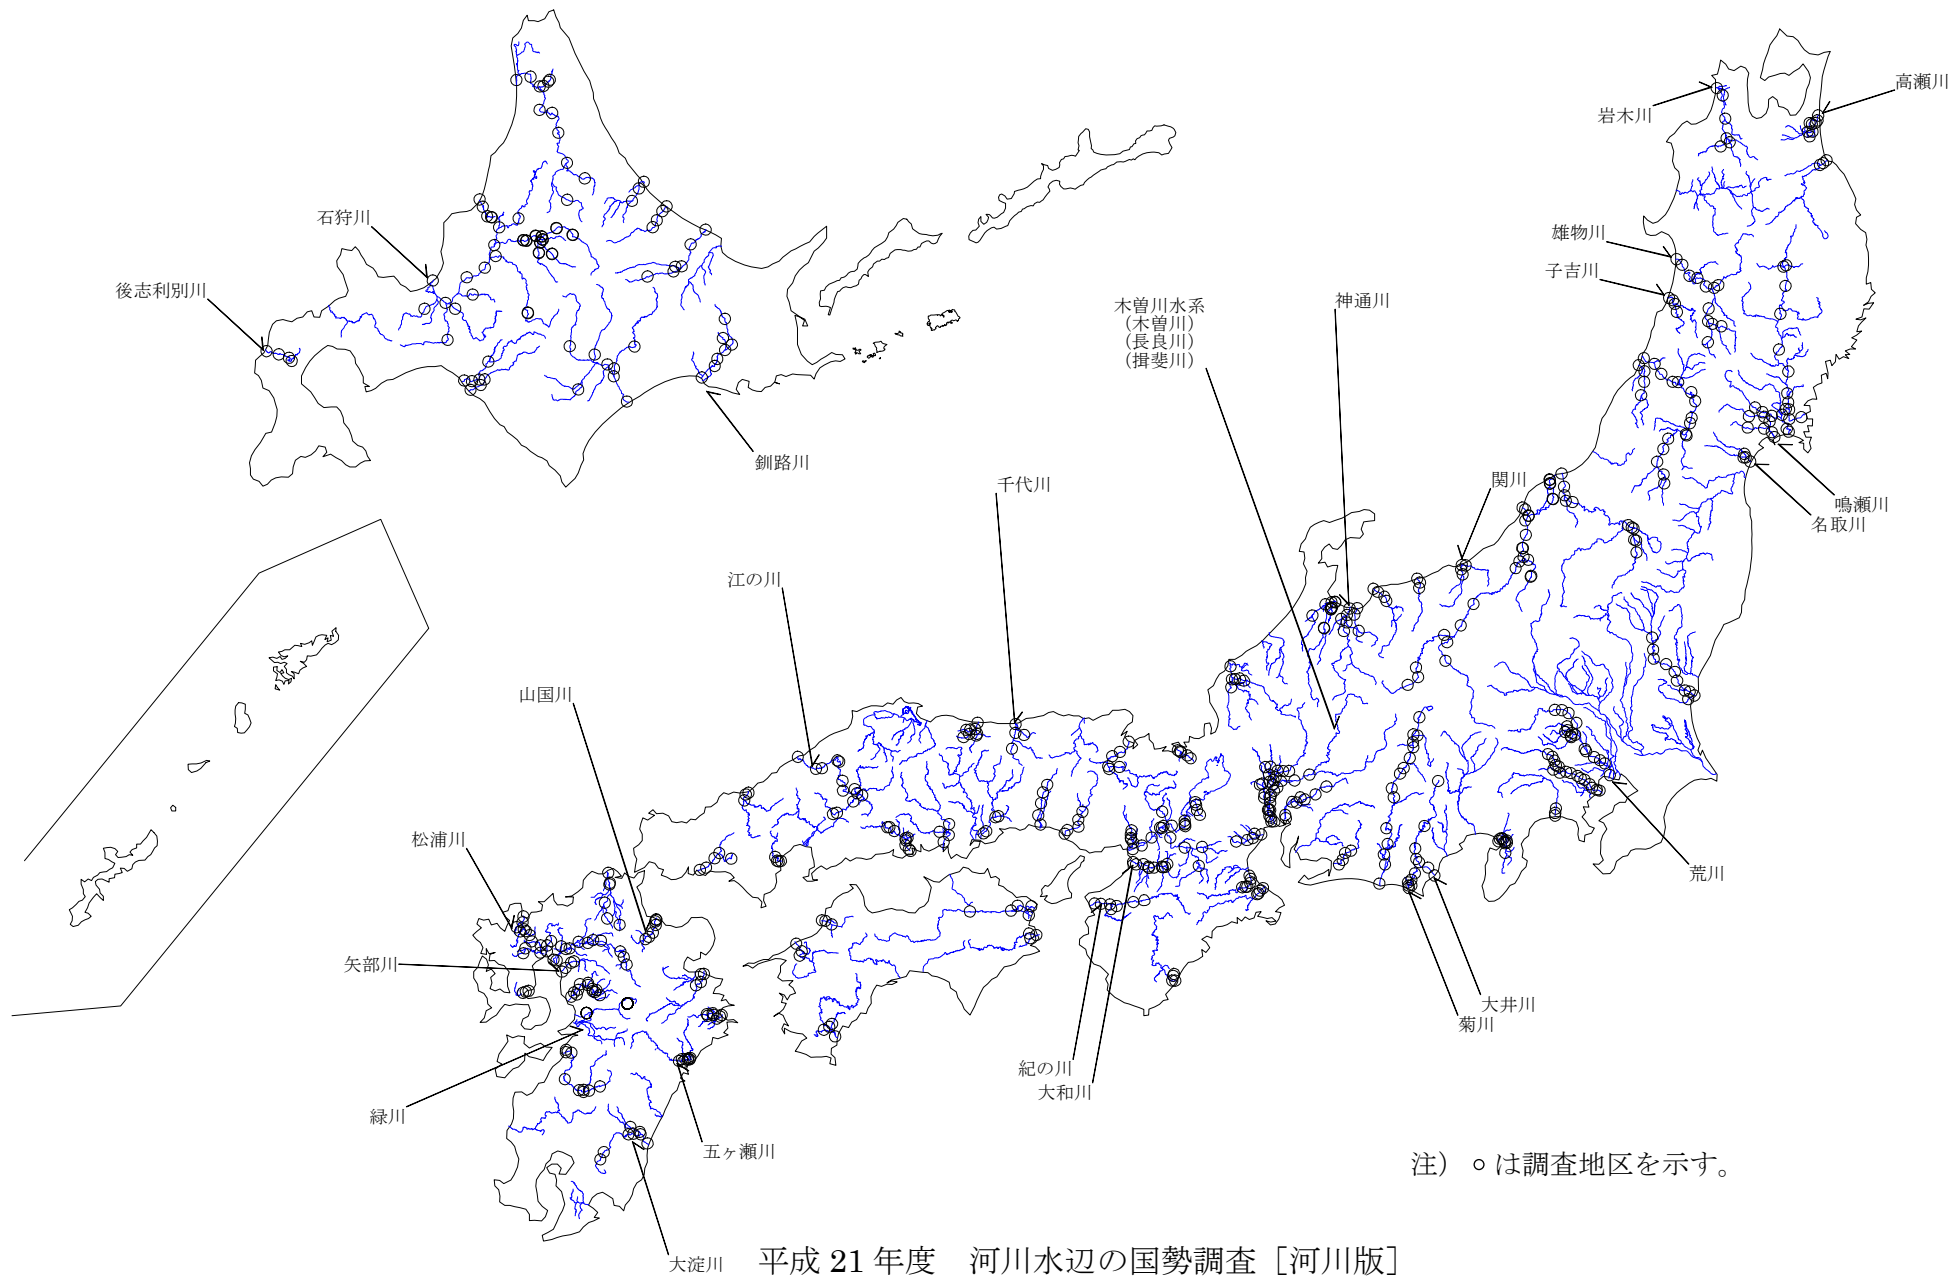 高瀬川
岩木川
石狩川
雄物川
子吉川
後志利別川
木曽川水系
（木曽川）
（長良川）
（揖斐川）
神通川
釧路川
千代川
関川
鳴瀬川
名取川
江の川
山国川
松浦川
荒川
矢部川
大井川
菊川
紀の川
大和川
緑川
五ヶ瀬川
注）○は調査地区を示す。
大淀川
平成 21 年度　河川水辺の国勢調査［河川版］